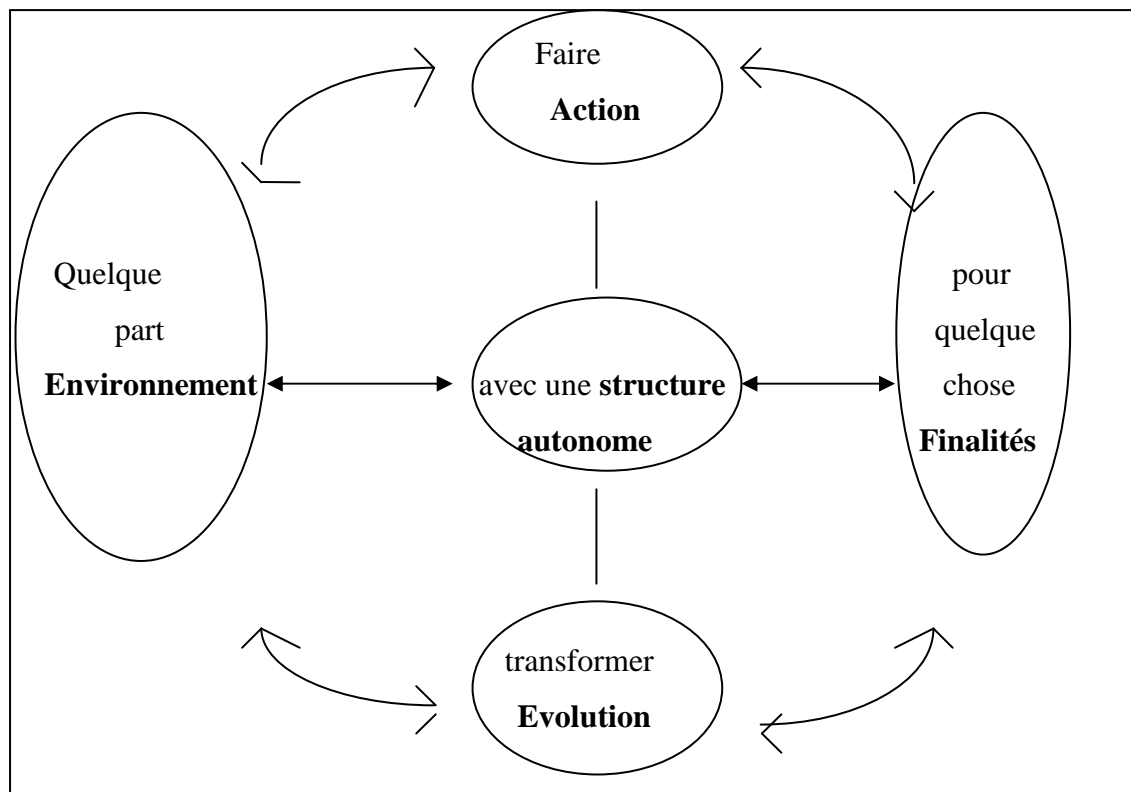 Faire
Action
Quelque
part
Environnement
avec une structure
autonome
pour
quelque
chose
Finalités
transformer
Evolution